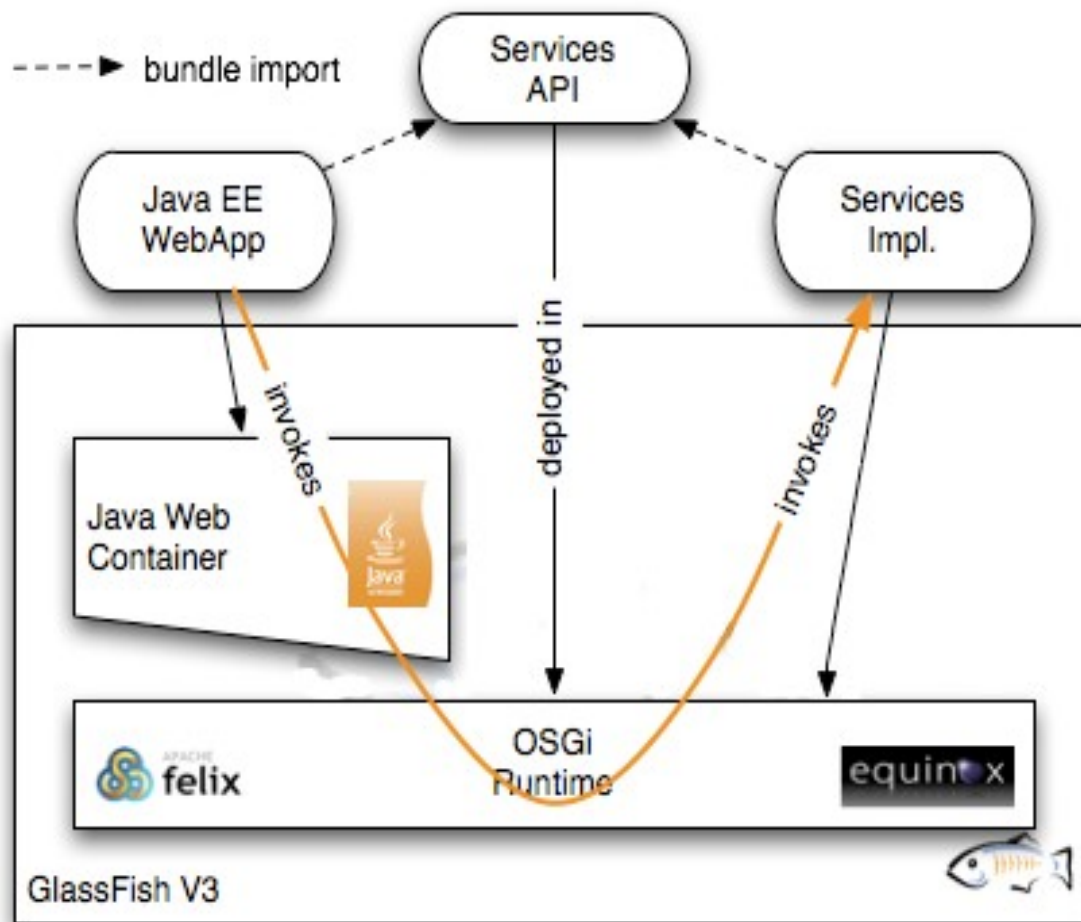 bundle import
Services
API
Java EE
WebApp
Services
Impl.
deployed in
invokes
invokes
Java Web
Container
Java
OSGi
Runtime
APACHE
felix
equinox
GlassFish V3